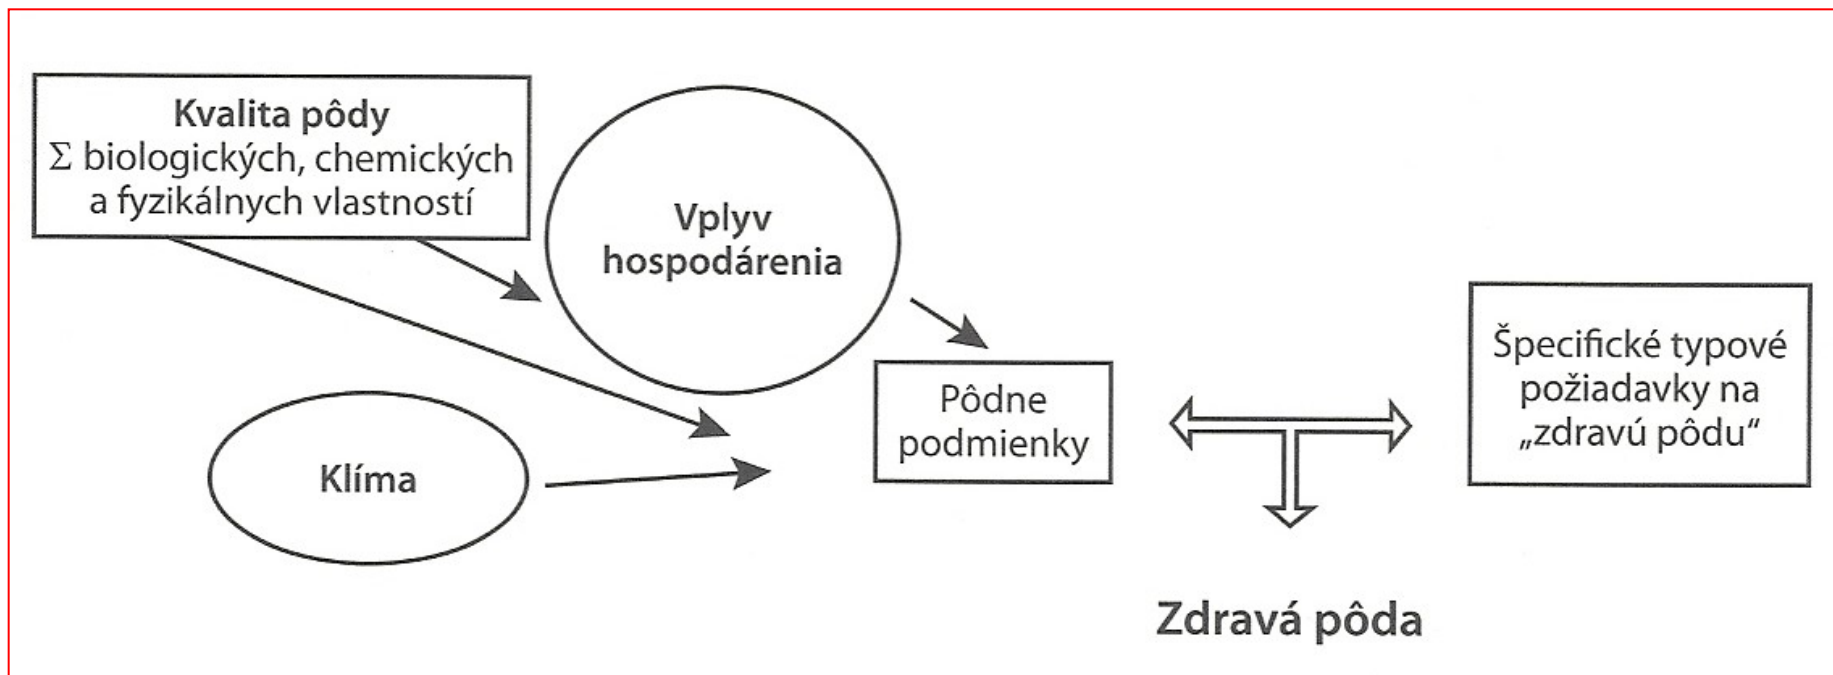 Kvalita pôdy
Σ biologických, chemických
a fyzikálnych vlastností
Vplyv
hospodárenia
Klíma
Pôdne
podmienky
Špecifické typové
požiadavky na
„zdravú pôdu“
Zdravá pôda